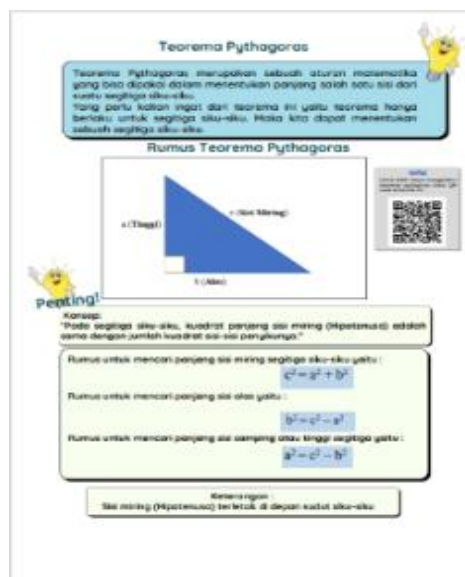 Teorema Pythagoras
Teorema Pythagoras merupakan sebuah aturan matematika
yang bisa dipakai dalam menentukan panjang salah satu sisi dari
suatu segitiga siku-siku.
Yang perlu kalian ingat dari teorema ini yaitu teorema hanya
berlaku untuk segitiga siku-siku. Maka kita dapat menentukan
sebuah segitiga siku-siku.
Rumus Teorema Pythagoras
a (Tinggi)
c (Sisi Miring)
b (Alas)
Penting!
Konsep:
"Pada segitiga siku-siku, kuadrat panjang sisi miring (Hipotenusa) adalah
sama dengan jumlah kuadrat sisi-sisi penyikunya."
Rumus untuk mencari panjang sisi miring segitiga siku-siku yaitu :
c² = a² + b²
Rumus untuk mencari panjang sisi alas yaitu :
b² = c² – a²
Rumus untuk mencari panjang sisi samping atau tinggi segitiga yaitu :
a² = c² – b²
Keterangan :
Sisi miring (Hipotenusa) terletak di depan sudut siku-siku